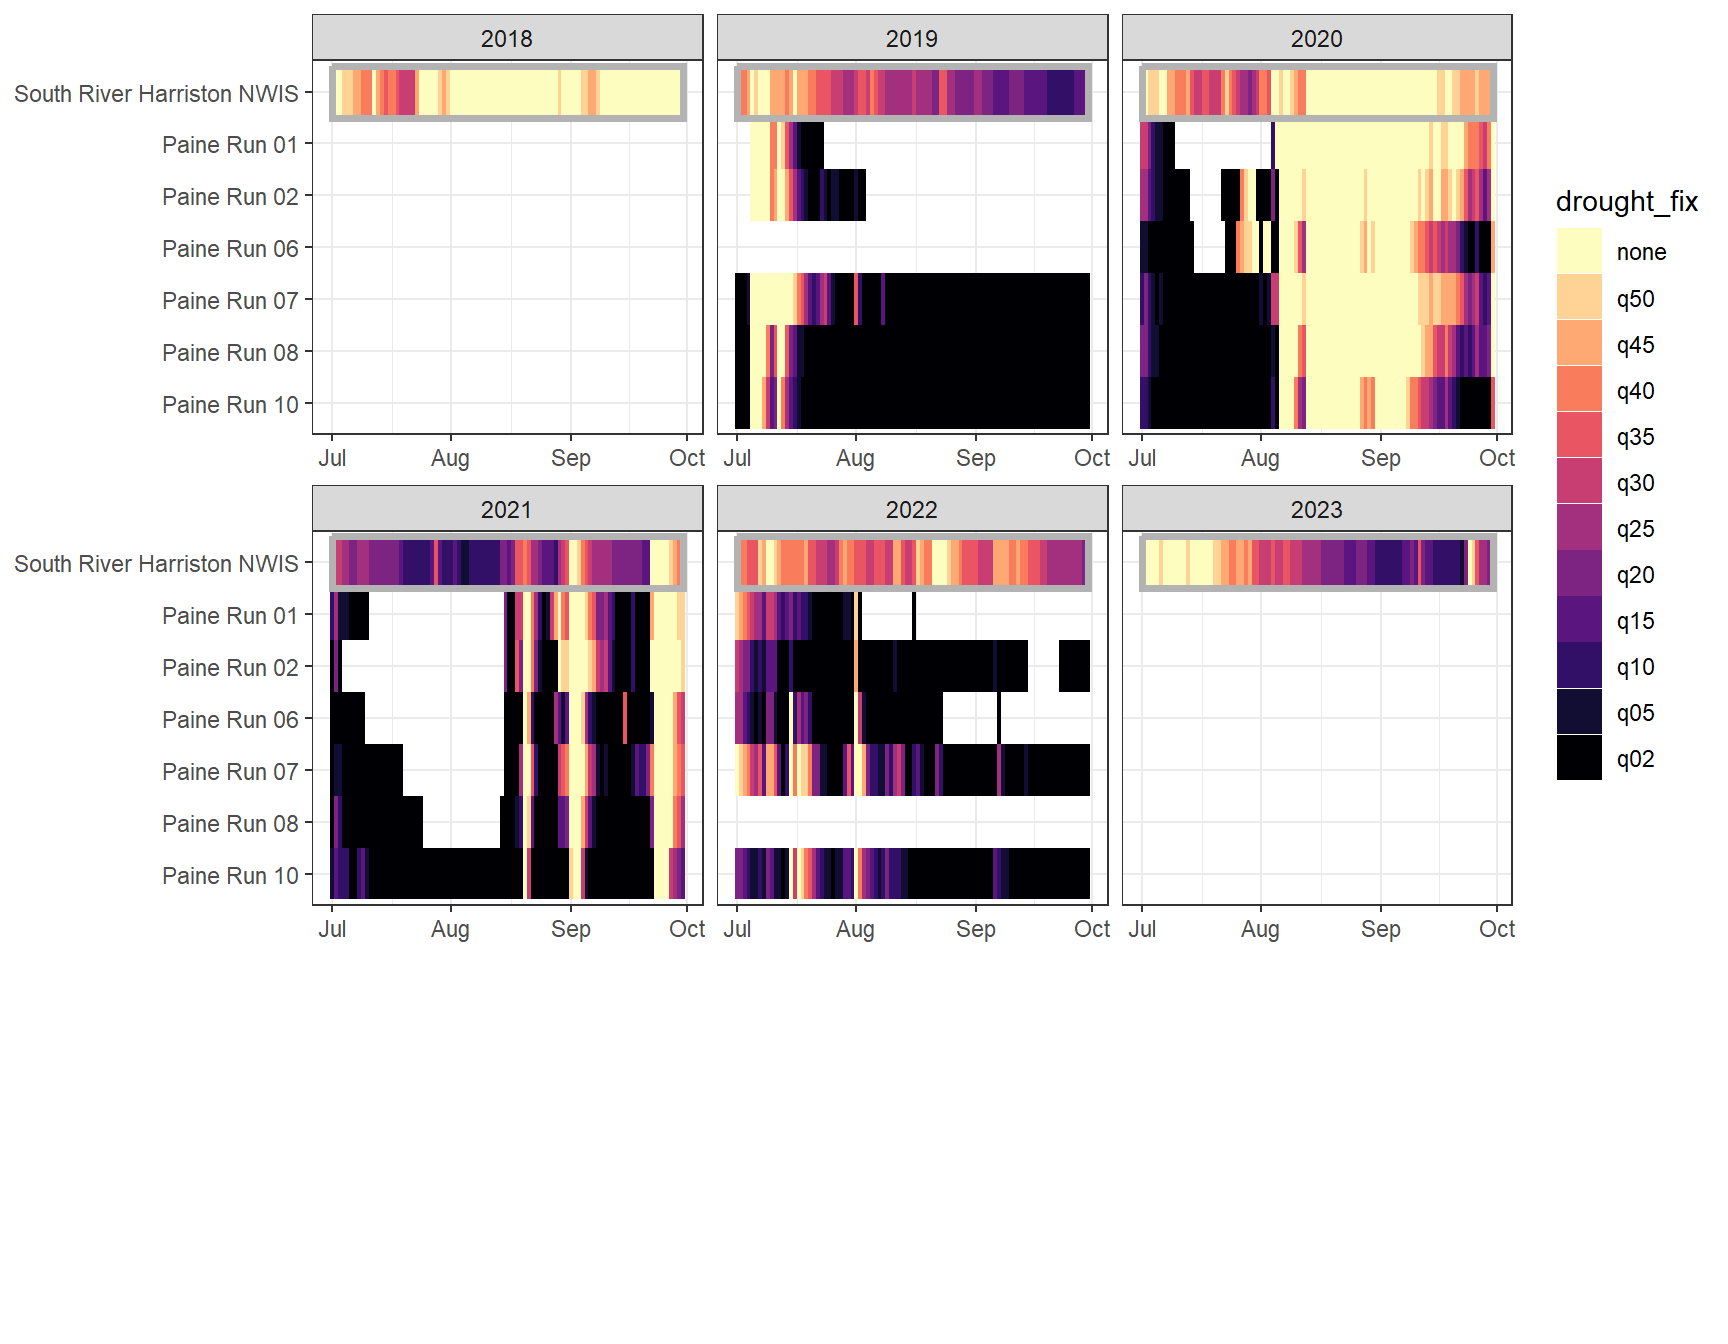 2018 2019 2020
South River Harriston NWIS
Paine Run 01
Paine Run 02
Paine Run 06
Paine Run 07
Paine Run 08
Paine Run 10
Jul Aug Sep Oct Jul Aug Sep Oct Jul Aug Sep Oct
2021 2022 2023
South River Harriston NWIS
Paine Run 01
Paine Run 02
Paine Run 06
Paine Run 07
Paine Run 08
Paine Run 10
Jul Aug Sep Oct Jul Aug Sep Oct Jul Aug Sep Oct
drought_fix
none
q50
q45
q40
q35
q30
q25
q20
q15
q10
q05
q02